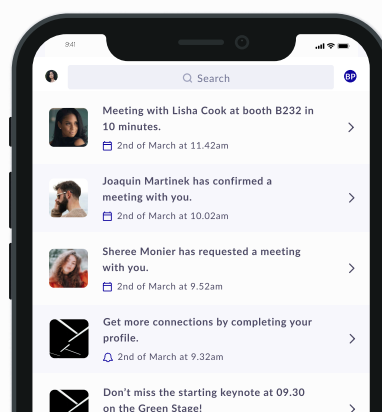 9:41
Search
BP
Meeting with Lisha Cook at booth B232 in
10 minutes.
2nd of March at 11.42am
Joaquin Martinek has confirmed a
meeting with you.
2nd of March at 10.02am
Sheree Monier has requested a meeting
with you.
2nd of March at 9.52am
Get more connections by completing your
profile.
2nd of March at 9.32am
Don't miss the starting keynote at 09.30
on the Green Stage!